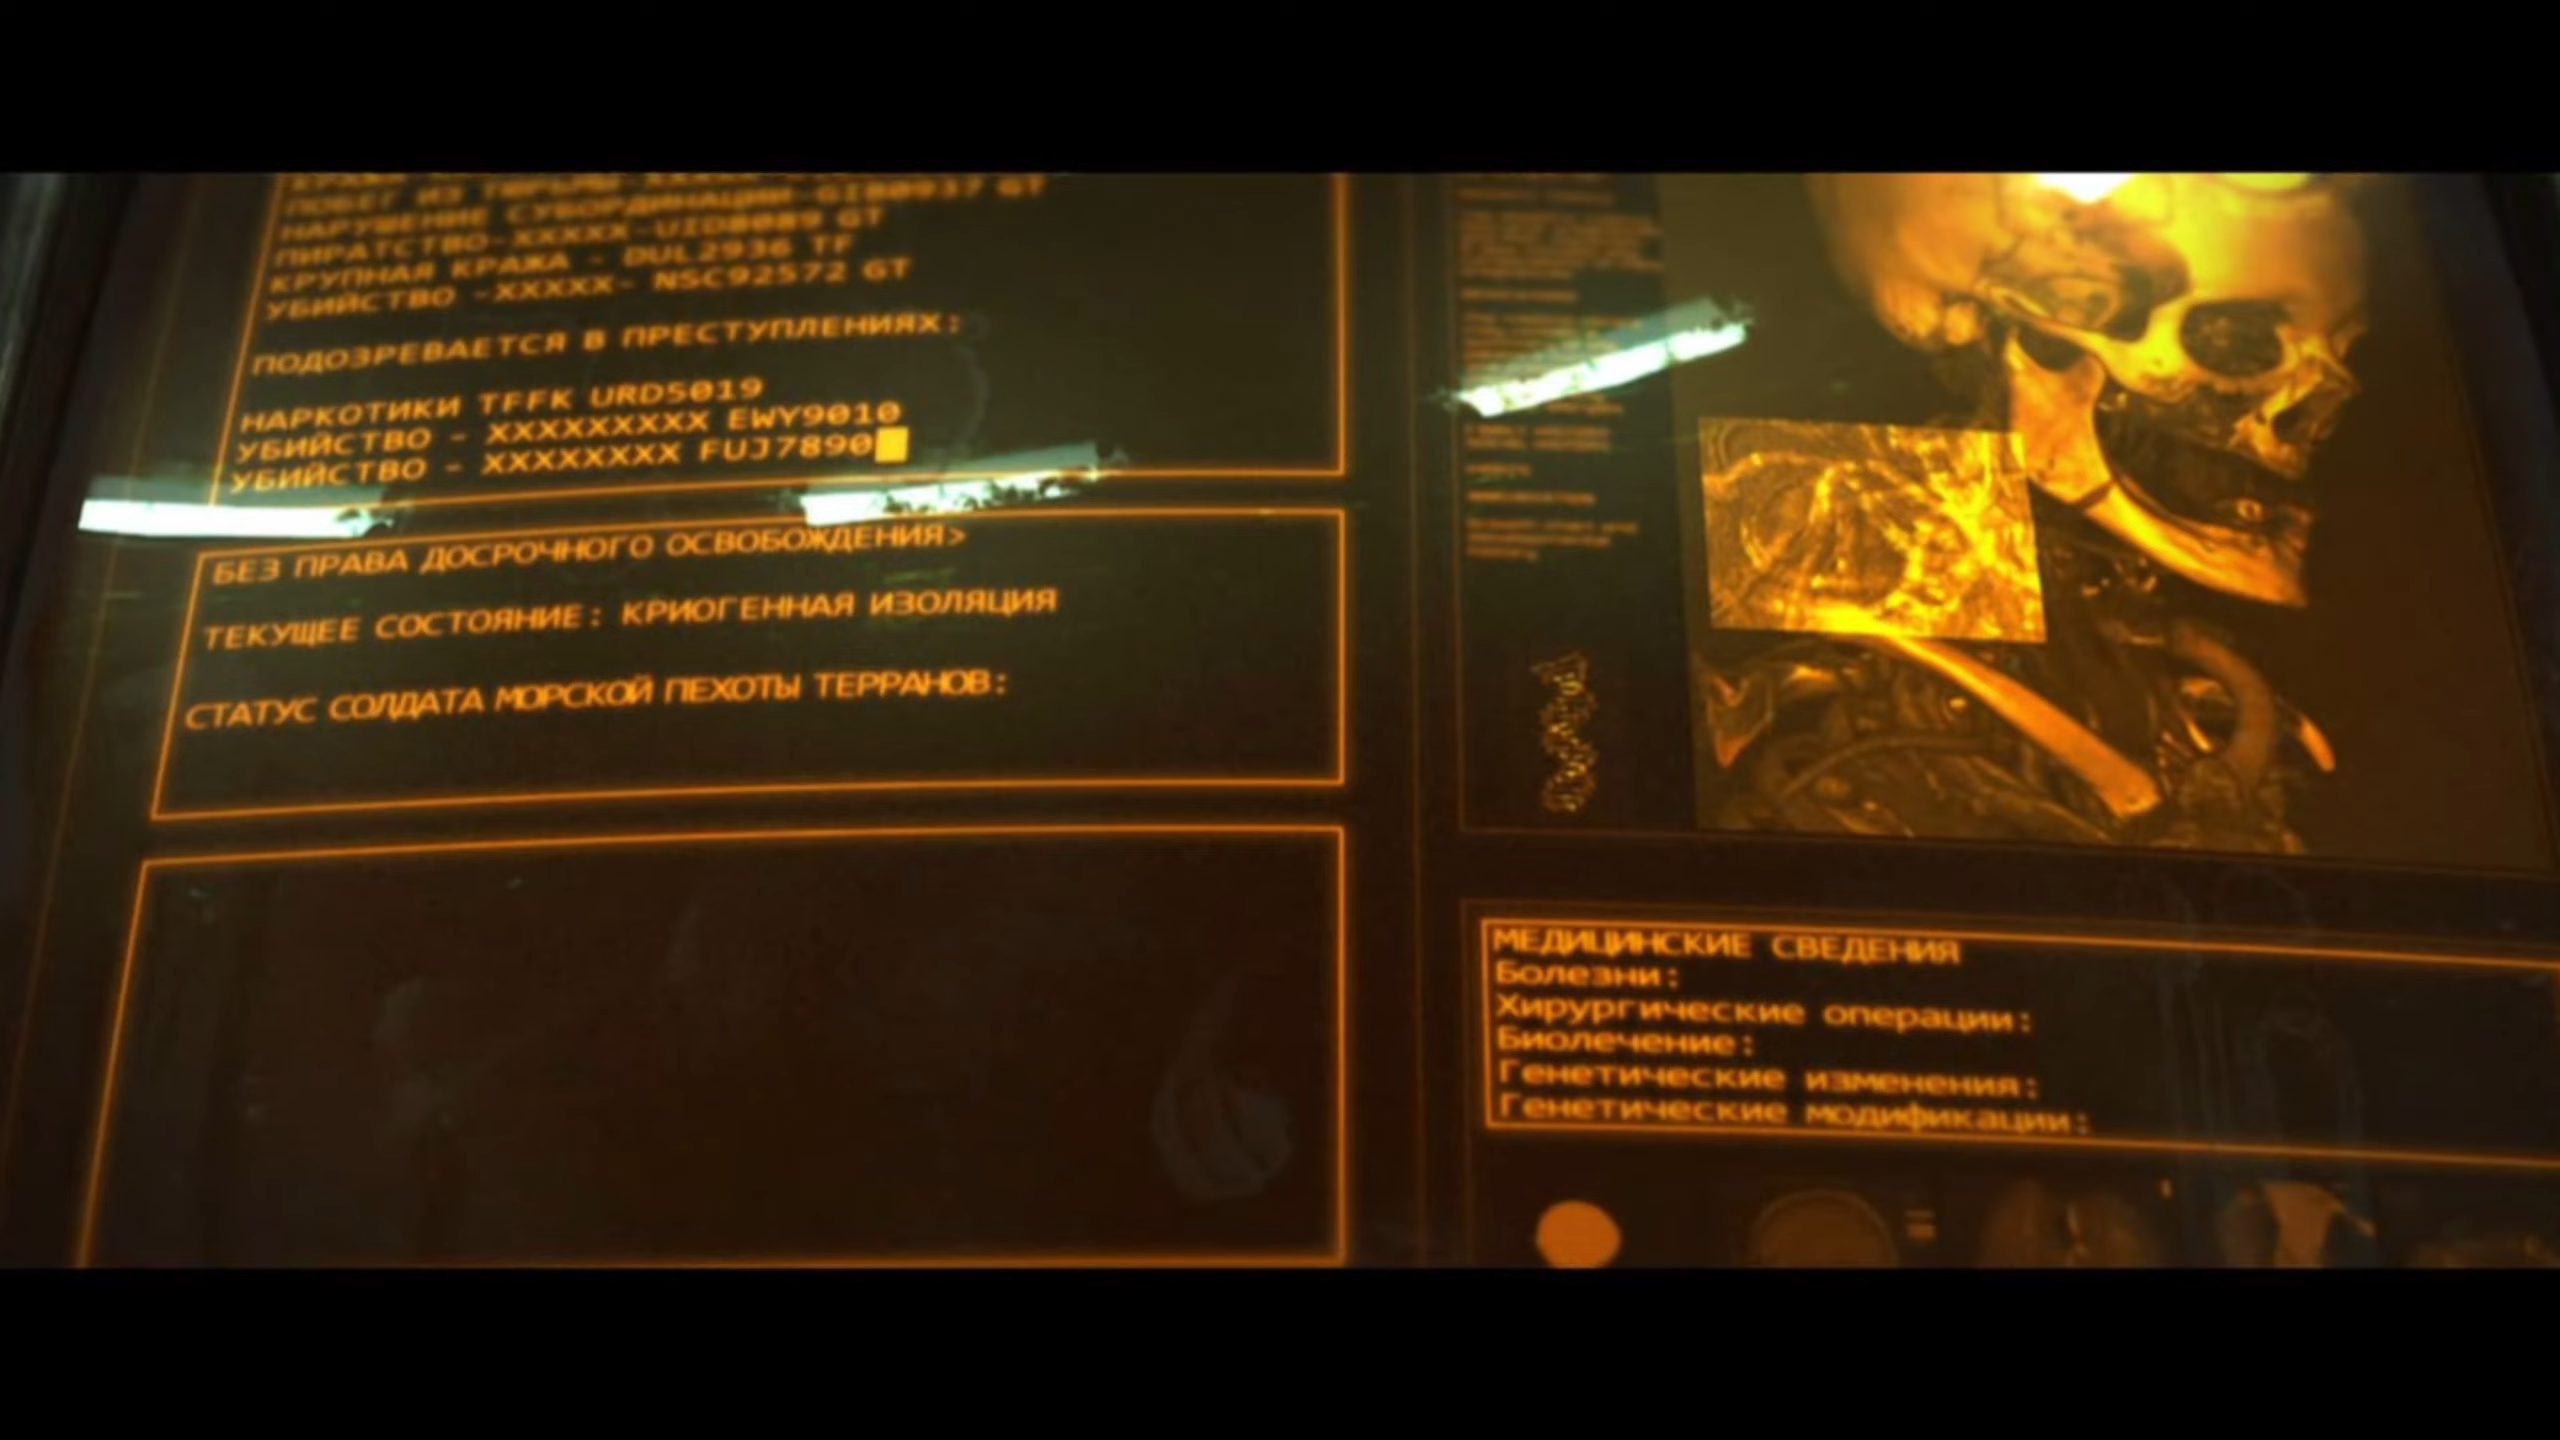 ПОБЕГ ИЗ ТЮРЬМЫ-XXXXX
НАРУШЕНИЕ СУБОРДИНАЦИИ-GI80937 GT
ПИРАТСТВО-XXXXX-UID8089 GT
КРУПНАЯ КРАЖА - DUL2936 TF
УБИЙСТВО -XXXXX- NSC92572 GT
ПОДОЗРЕВАЕТСЯ В ПРЕСТУПЛЕНИЯХ:
НАРКОТИКИ TFFK URD5019
УБИЙСТВО - XXXXXXXXX EWY9010
УБИЙСТВО - XXXXXXXX FUJ7890
БЕЗ ПРАВА ДОСРОЧНОГО ОСВОБОЖДЕНИЯ>
ТЕКУЩЕЕ СОСТОЯНИЕ: КРИОГЕННАЯ ИЗОЛЯЦИЯ
СТАТУС СОЛДАТА МОРСКОЙ ПЕХОТЫ ТЕРРАНОВ:
МЕДИЦИНСКИЕ СВЕДЕНИЯ
Болезни:
Хирургические операции:
Биолечение:
Генетические изменения:
Генетические модификации: